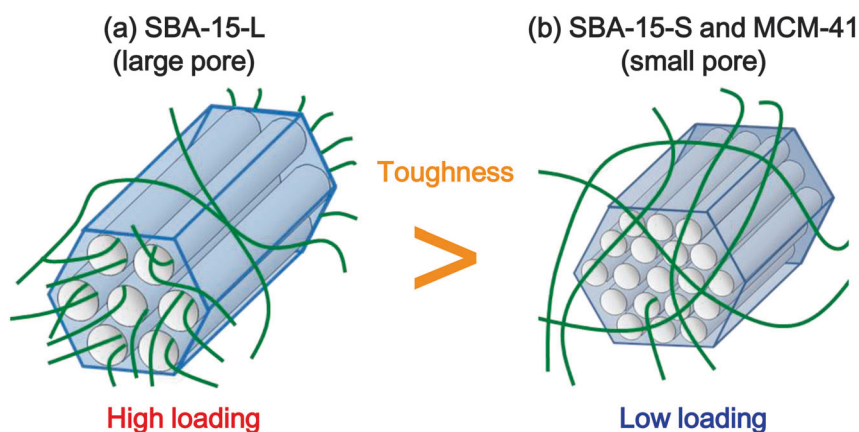 (a) SBA-15-L
(large pore)
(b) SBA-15-S and MCM-41
(small pore)
Toughness
>
High loading
Low loading